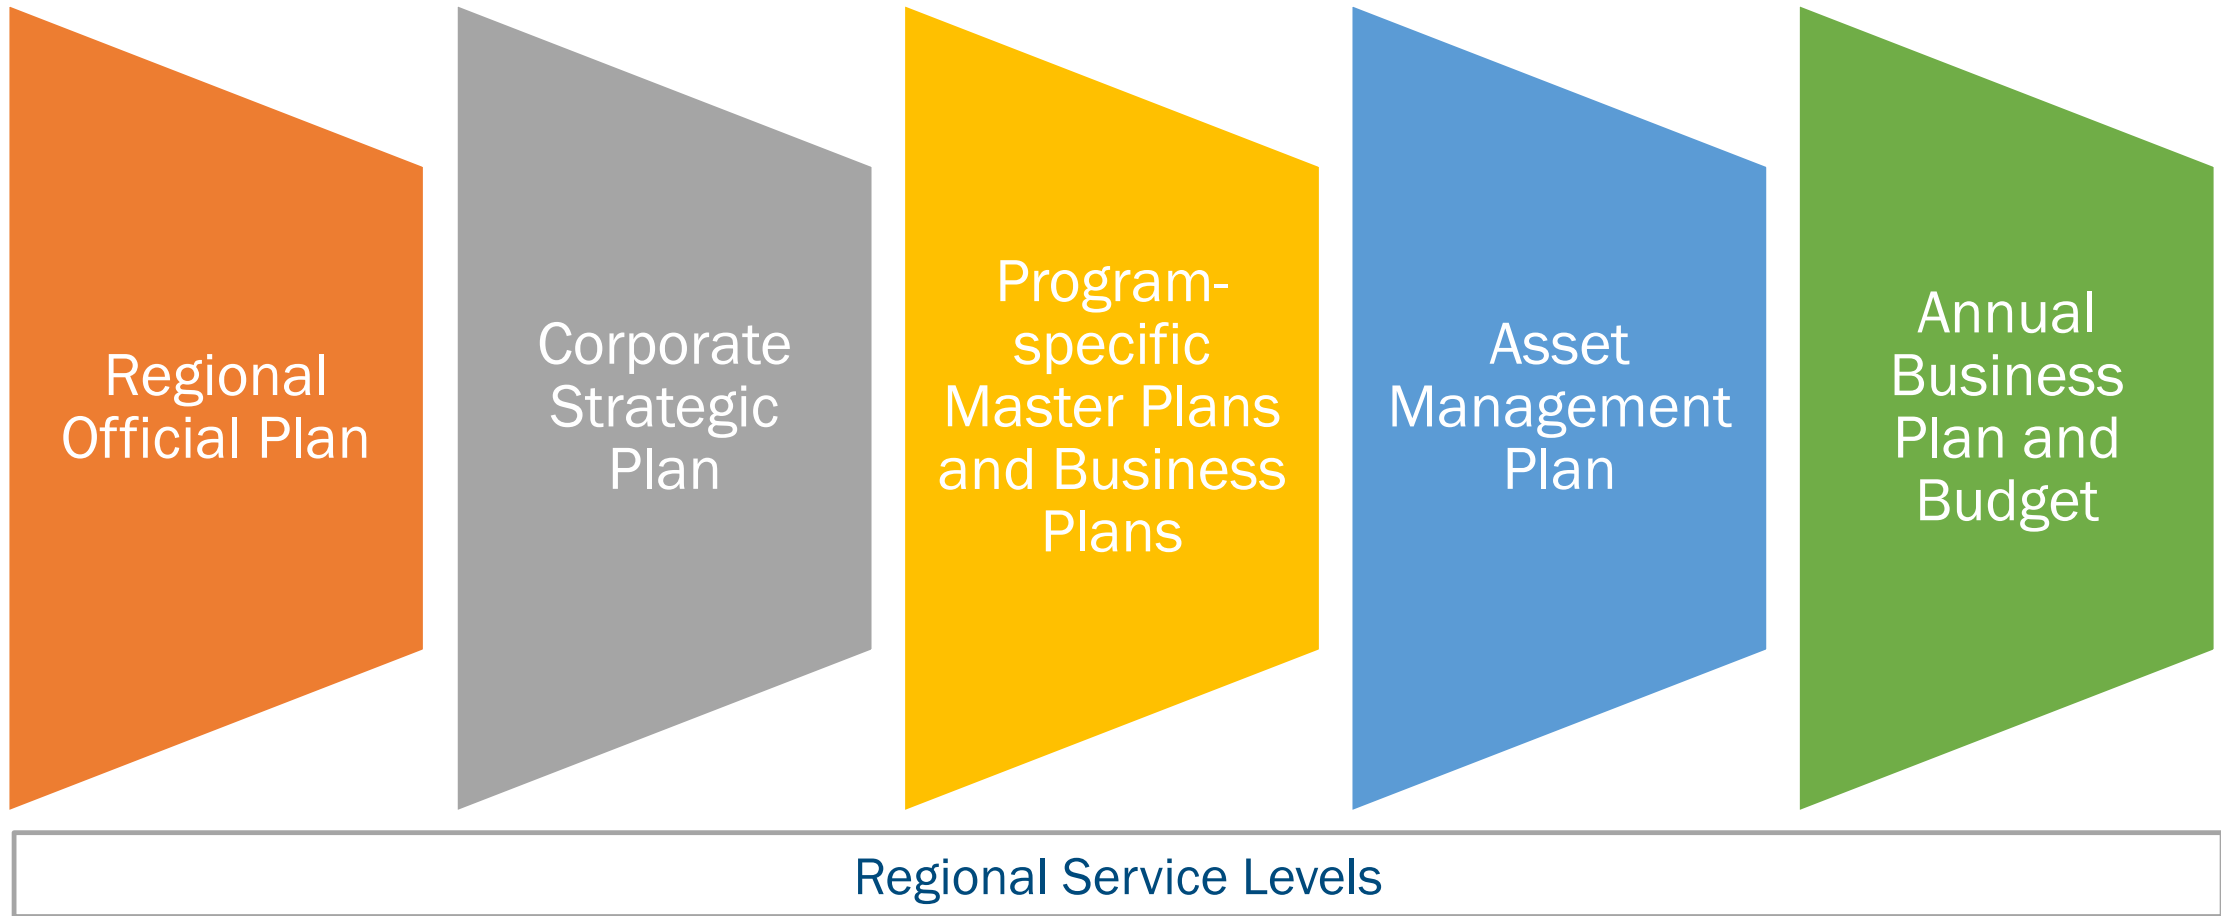 Regional
Official Plan
Corporate
Strategic
Plan
Program-
specific
Master Plans
and Business
Plans
Asset
Management
Plan
Annual
Business
Plan and
Budget
Regional Service Levels